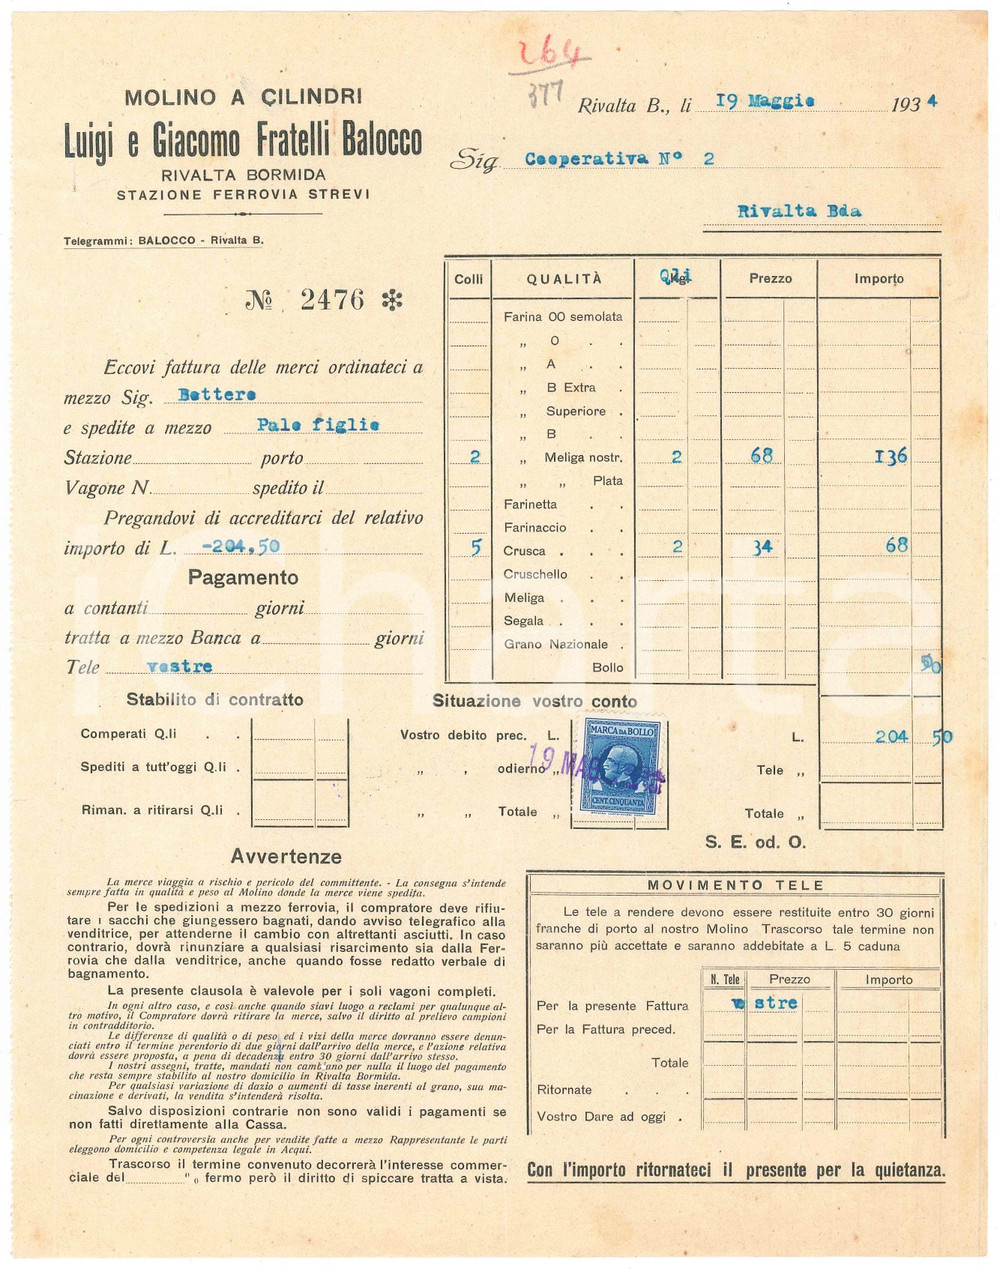 264
377
MOLINO A CILINDRI
Luigi e Giacomo Fratelli Balocco
RIVALTA BORMIDA
STAZIONE FERROVIA STREVI
Telegrammi: BALOCCO - Rivalta B.
Rivalta B., li 19 Maggio 1934
Sig. Cooperativa N° 2
Rivalta Bda
№ 2476 ✻
Eccovi fattura delle merci ordinateci a
mezzo Sig. Bottero
e spedite a mezzo Palo figlio
Stazione porto
Vagone N. spedito il
Pregandovi di accreditarci del relativo
importo di L. -204,50
Pagamento
a contanti giorni
tratta a mezzo Banca a giorni
Tele vostre
Colli QUALITÀ Qli Kg. Prezzo Importo
Farina OO semolata
„ O . .
„ A . .
„ B Extra .
„ Superiore .
„ B . .
2 „ Meliga nostr. 2 68 136
„ „ Plata
Farinetta . .
Farinaccio . .
5 Crusca . . . 2 34 68
Cruschello . .
Meliga . . .
Segala . . .
Grano Nazionale .
Bollo 50
L. 204 50
Tele „
Totale „
S. E. od. O.
Stabilito di contratto
Comperati Q.li . .
Spediti a tutt'oggi Q.li .
Riman. a ritirarsi Q.li .
Situazione vostro conto
Vostro debito prec. L.
„ , odierno „
„ „ Totale „
MARCA DA BOLLO
CENT. CINQUANTA
19 MAG
Avvertenze
La merce viaggia a rischio e pericolo del committente. - La consegna s'intende
sempre fatta in qualità e peso al Molino donde la merce viene spedita.
Per le spedizioni a mezzo ferrovia, il compratore deve rifiu-
tare i sacchi che giungessero bagnati, dando avviso telegrafico alla
venditrice, per attenderne il cambio con altrettanti asciutti. In caso
contrario, dovrà rinunziare a qualsiasi risarcimento sia dalla Fer-
rovia che dalla venditrice, anche quando fosse redatto verbale di
bagnamento.
La presente clausola è valevole per i soli vagoni completi.
In ogni altro caso, e così anche quando siavi luogo a reclami per qualunque al-
tro motivo, il Compratore dovrà ritirare la merce, salvo il diritto al prelievo campioni
in contradditorio.
Le differenze di qualità o di peso ed i vizi della merce dovranno essere denun-
ciati entro il termine perentorio di due giorni dall'arrivo della merce, e l'azione relativa
dovrà essere proposta, a pena di decadenza entro 30 giorni dall'arrivo stesso.
I nostri assegni, tratte, mandati non cambiano per nulla il luogo del pagamento
che resta sempre stabilito al nostro domicilio in Rivalta Bormida.
Per qualsiasi variazione di dazio o aumenti di tasse inerenti al grano, sua ma-
cinazione e derivati, la vendita s'intenderà risolta.
Salvo disposizioni contrarie non sono validi i pagamenti se
non fatti direttamente alla Cassa.
Per ogni controversia anche per vendite fatte a mezzo Rappresentante le parti
eleggono domicilio e competenza legale in Acqui.
Trascorso il termine convenuto decorrerà l'interesse commer-
ciale del "o fermo però il diritto di spiccare tratta a vista.
MOVIMENTO TELE
Le tele a rendere devono essere restituite entro 30 giorni
franche di porto al nostro Molino Trascorso tale termine non
saranno più accettate e saranno addebitate a L. 5 caduna
N. Tele Prezzo Importo
Per la presente Fattura vostre
Per la Fattura preced.
Totale
Ritornate . . .
Vostro Dare ad oggi .
Con l'importo ritornateci il presente per la quietanza.
iCharta